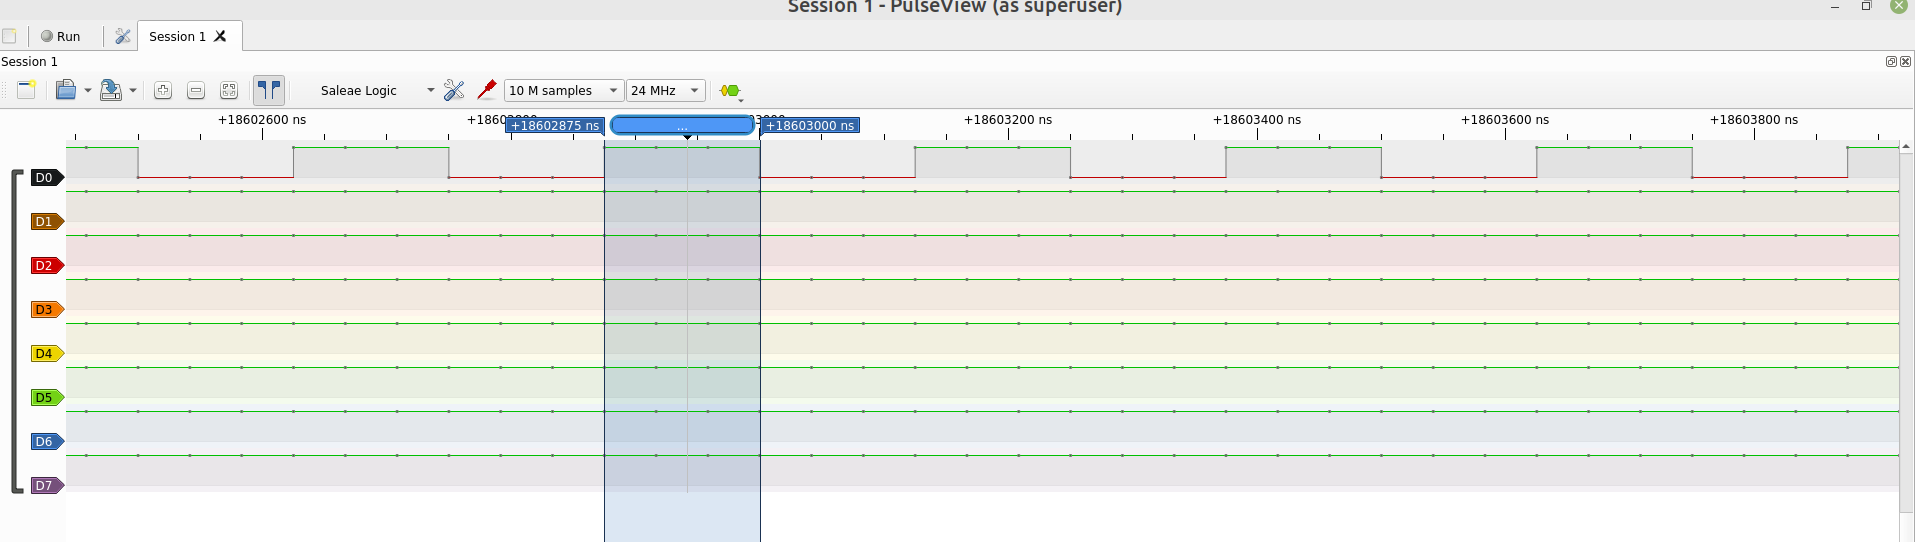 Session 1 - PulseView (as superuser)
Run
Session 1
Session 1
Saleae Logic
10 M samples
24 MHz
+18602600 ns
+18602875 ns
...
+18603000 ns
+18603200 ns
+18603400 ns
+18603600 ns
+18603800 ns
D0
D1
D2
D3
D4
D5
D6
D7